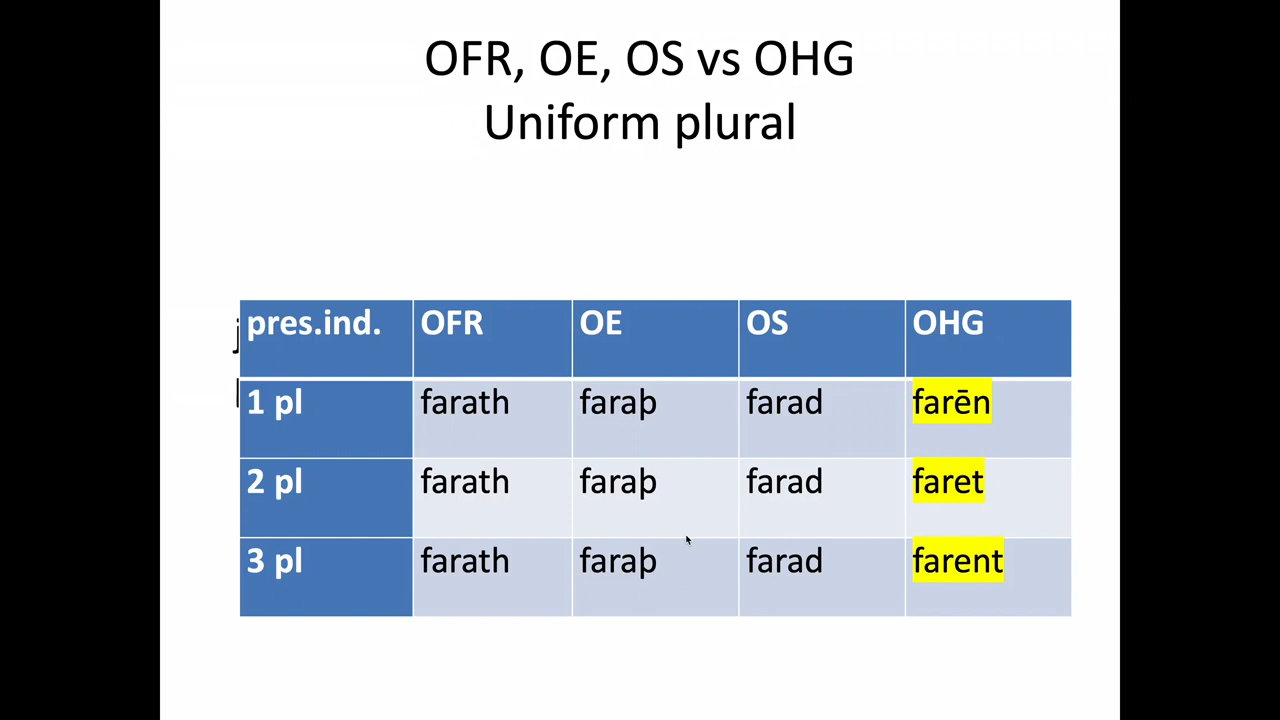 OFR, OE, OS vs OHG
Uniform plural
pres.ind. OFR OE OS OHG
1 pl farath faraþ farad farēn
2 pl farath faraþ farad faret
3 pl farath faraþ farad farent